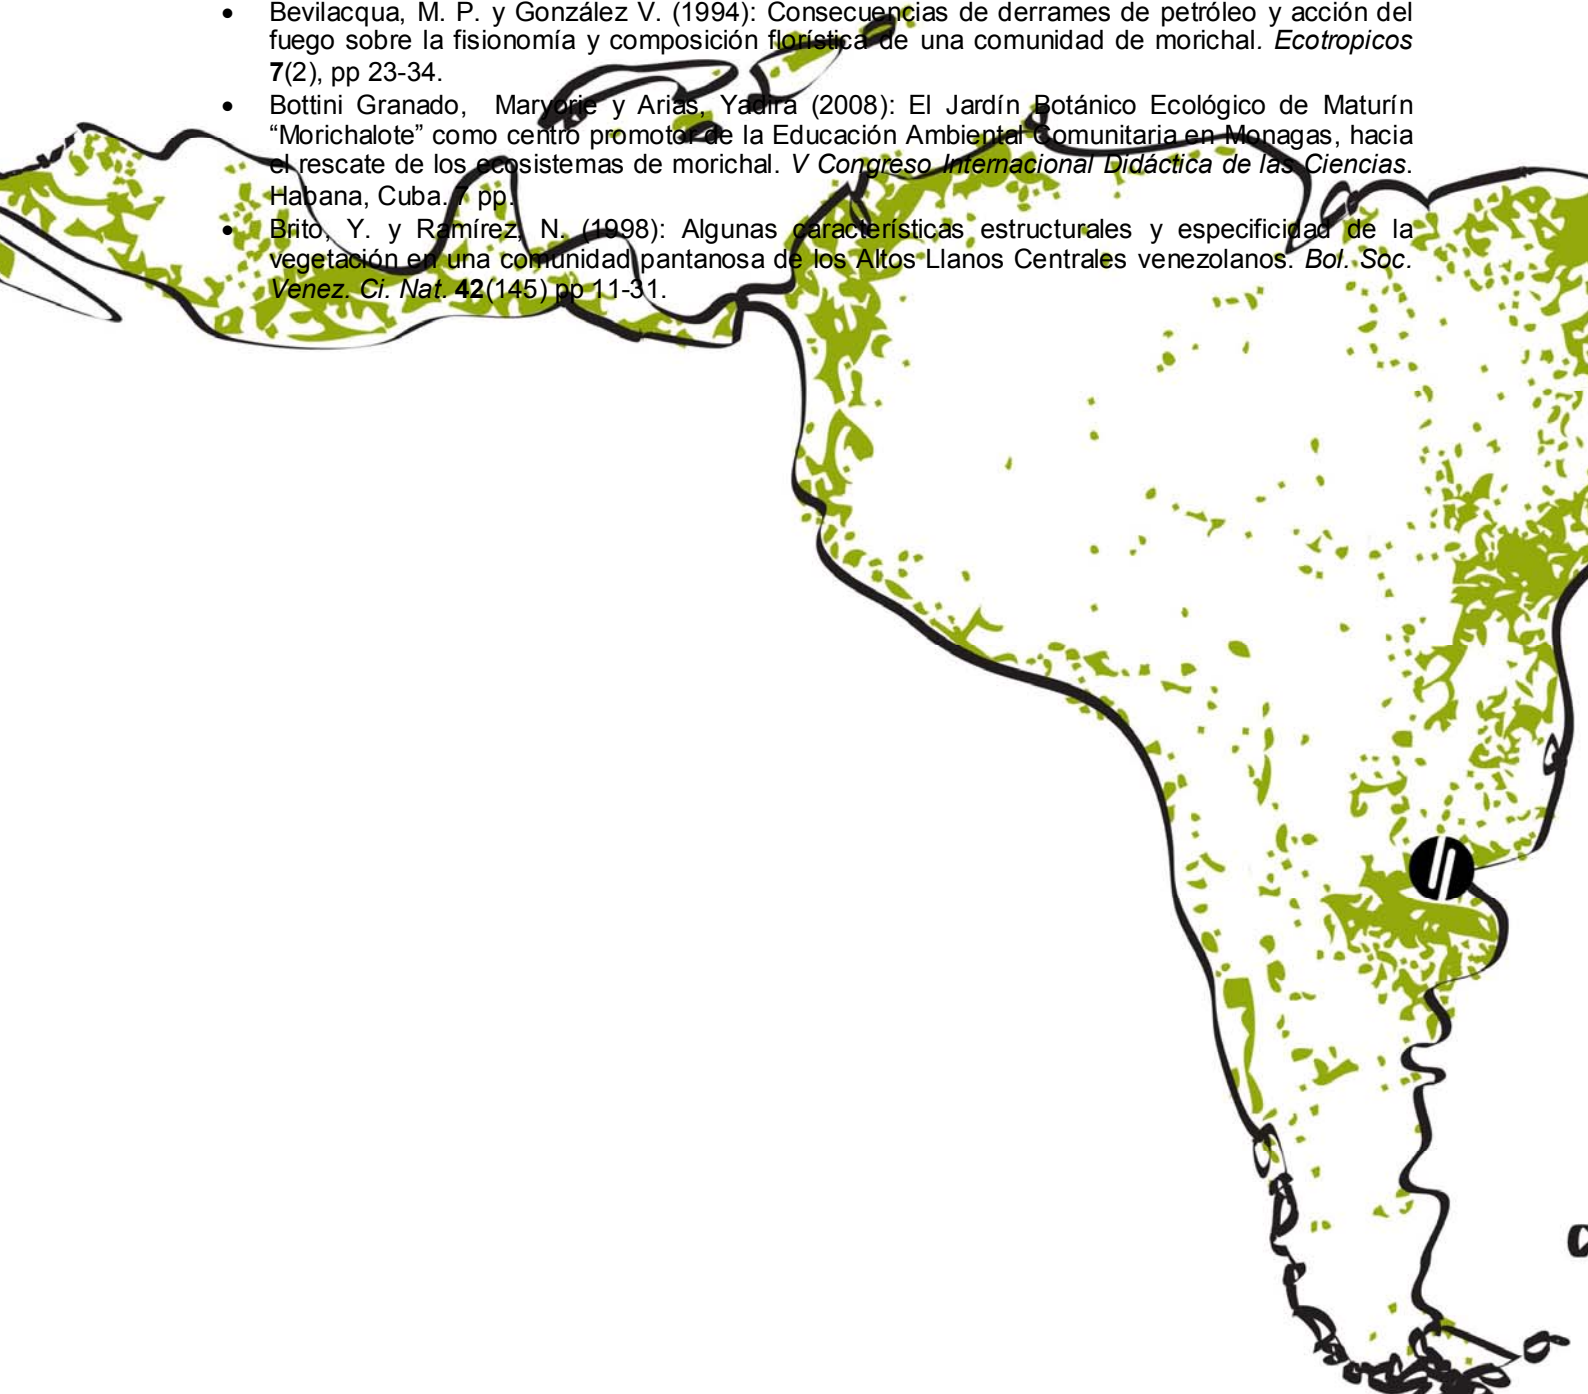 • Bevilacqua, M. P. y González V. (1994): Consecuencias de derrames de petróleo y acción del
fuego sobre la fisionomía y composición florística de una comunidad de morichal. Ecotropicos
7(2), pp 23-34.
• Bottini Granado, Maryorie y Arias, Yadira (2008): El Jardín Botánico Ecológico de Maturín
“Morichalote” como centro promotor de la Educación Ambiental Comunitaria en Monagas, hacia
el rescate de los ecosistemas de morichal. V Congreso Internacional Didáctica de las Ciencias.
Habana, Cuba. 7 pp.
• Brito, Y. y Ramírez, N. (1998): Algunas características estructurales y especificidad de la
vegetación en una comunidad pantanosa de los Altos Llanos Centrales venezolanos. Bol. Soc.
Venez. Ci. Nat. 42(145) pp 11-31.